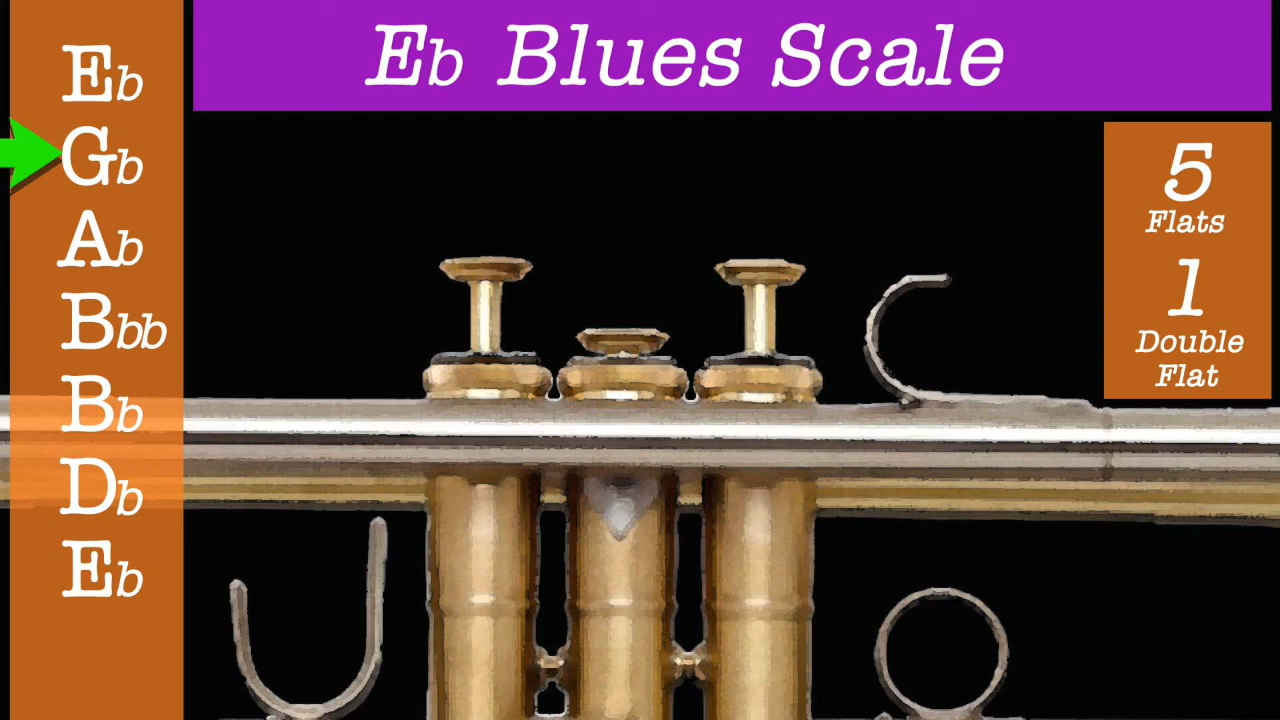 Eb Blues Scale
Eb
Gb
Ab
Bbb
Bb
Db
Eb
5
Flats
1
Double
Flat